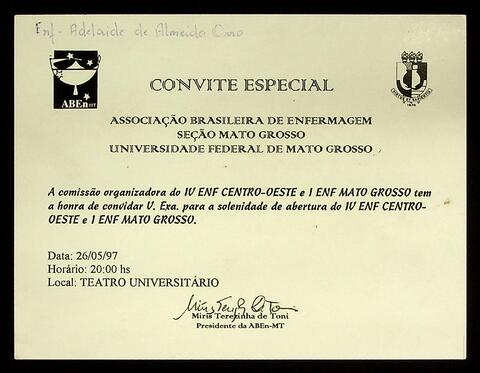 Enf - Adelaide de Almeida Orro
ABEn MT
CONVITE ESPECIAL
ASSOCIAÇÃO BRASILEIRA DE ENFERMAGEM
SEÇÃO MATO GROSSO
UNIVERSIDADE FEDERAL DE MATO GROSSO
A comissão organizadora do IV ENF CENTRO-OESTE e I ENF MATO GROSSO tem
a honra de convidar V. Exa. para a solenidade de abertura do IV ENF CENTRO-
OESTE e I ENF MATO GROSSO.
Data: 26/05/97
Horário: 20:00 hs
Local: TEATRO UNIVERSITÁRIO
Miris Terezinha de Toni
Presidente da ABEn-MT